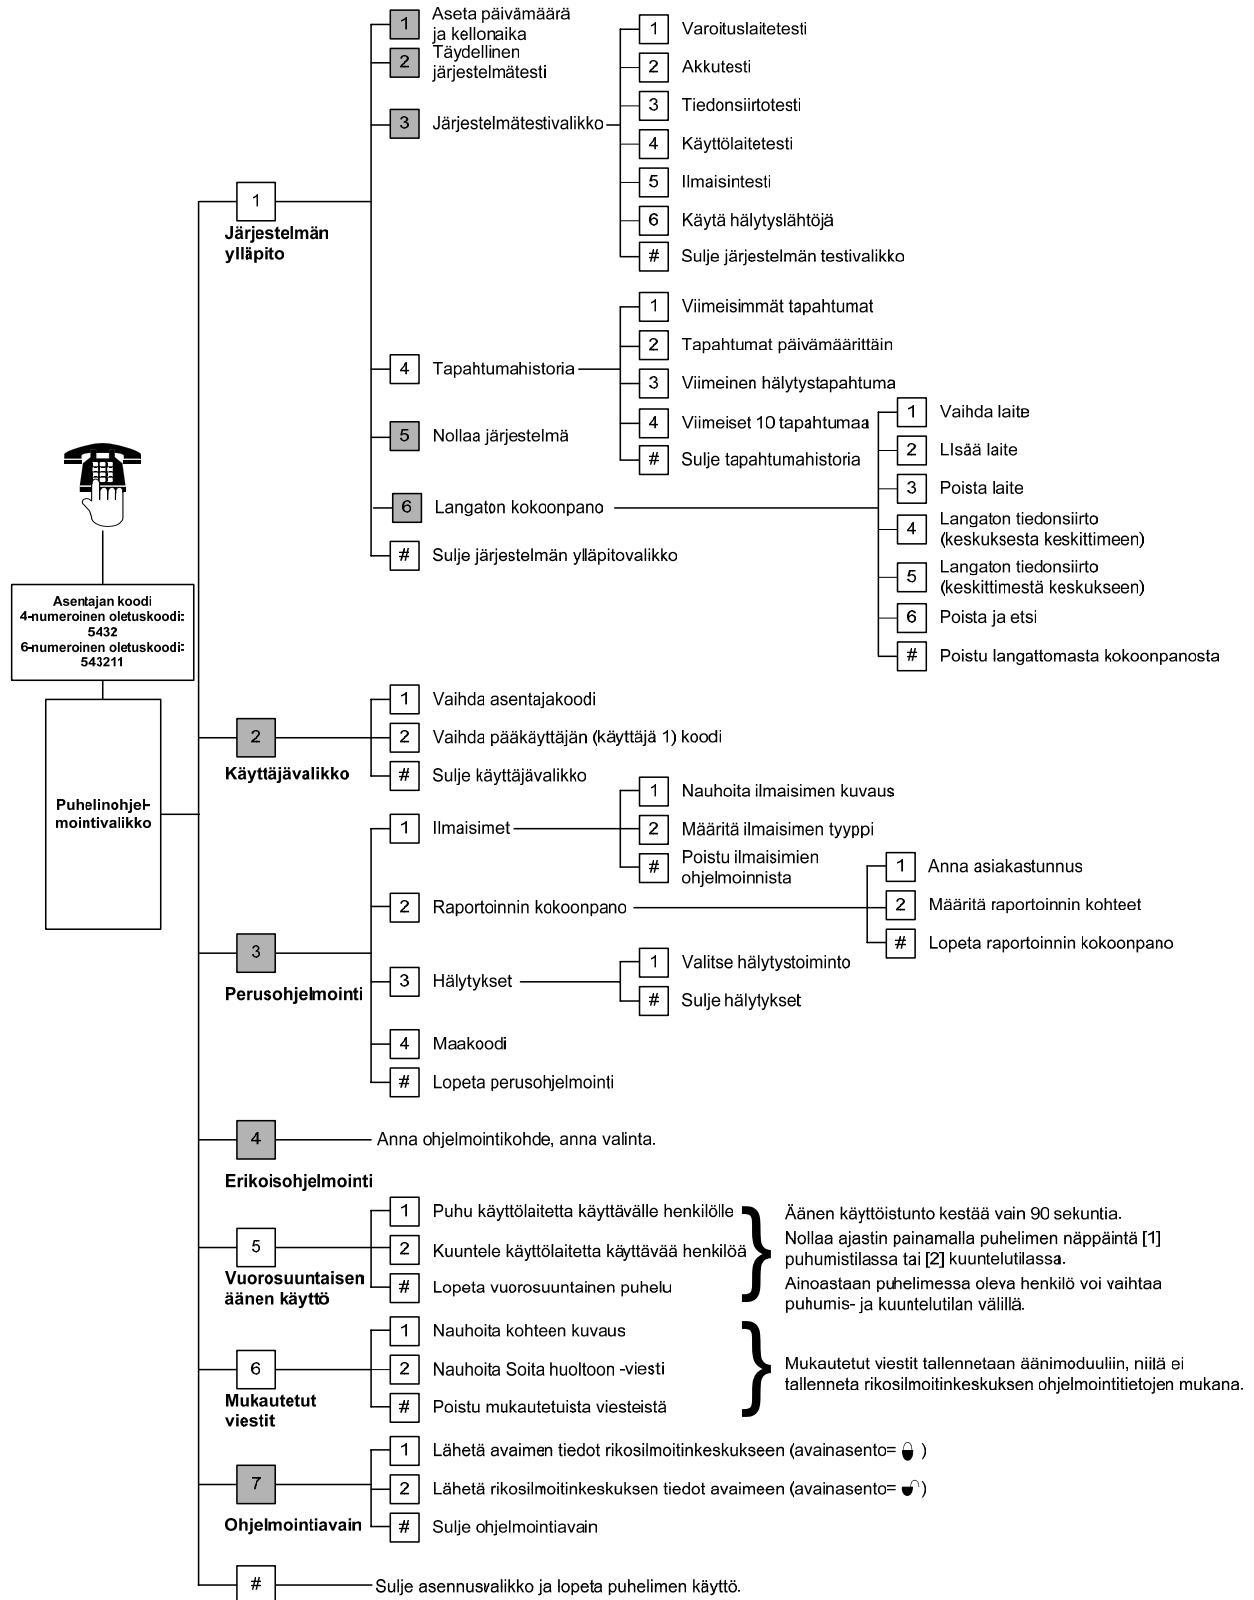 Asentajan koodi
4-numeroinen oletuskoodi:
5432
6-numeroinen oletuskoodi:
543211
Puhelinohjel-
mointivalikko
1
Järjestelmän
ylläpito
1 Aseta päivämäärä
ja kellonaika
2 Täydellinen
järjestelmätesti
3 Järjestelmätestivalikko
1 Varoituslaitetesti
2 Akkutesti
3 Tiedonsiirtotesti
4 Käyttölaitetesti
5 Ilmaisintesti
6 Käytä hälytyslähtöjä
# Sulje järjestelmän testivalikko
4 Tapahtumahistoria
1 Viimeisimmät tapahtumat
2 Tapahtumat päivämäärittäin
3 Viimeinen hälytystapahtuma
4 Viimeiset 10 tapahtumaa
# Sulje tapahtumahistoria
5 Nollaa järjestelmä
6 Langaton kokoonpano
1 Vaihda laite
2 LIsää laite
3 Poista laite
4 Langaton tiedonsiirto
(keskuksesta keskittimeen)
5 Langaton tiedonsiirto
(keskittimestä keskukseen)
6 Poista ja etsi
# Poistu langattomasta kokoonpanosta
# Sulje järjestelmän ylläpitovalikko
2
Käyttäjävalikko
1 Vaihda asentajakoodi
2 Vaihda pääkäyttäjän (käyttäjä 1) koodi
# Sulje käyttäjävalikko
3
Perusohjelmointi
1 Ilmaisimet
1 Nauhoita ilmaisimen kuvaus
2 Määritä ilmaisimen tyyppi
# Poistu ilmaisimien
ohjelmoinnista
2 Raportoinnin kokoonpano
1 Anna asiakastunnus
2 Määritä raportoinnin kohteet
# Lopeta raportoinnin kokoonpano
3 Hälytykset
1 Valitse hälytystoiminto
# Sulje hälytykset
4 Maakoodi
# Lopeta perusohjelmointi
4
Erikoisohjelmointi
Anna ohjelmointikohde, anna valinta.
5
Vuorosuuntaisen
äänen käyttö
1 Puhu käyttölaitetta käyttävälle henkilölle
2 Kuuntele käyttölaitetta käyttävää henkilöä
# Lopeta vuorosuuntainen puhelu
Äänen käyttöistunto kestää vain 90 sekuntia.
Nollaa ajastin painamalla puhelimen näppäintä [1]
puhumistilassa tai [2] kuuntelutilassa.
Ainoastaan puhelimessa oleva henkilö voi vaihtaa
puhumis- ja kuuntelutilan välillä.
6
Mukautetut
viestit
1 Nauhoita kohteen kuvaus
2 Nauhoita Soita huoltoon -viesti
# Poistu mukautetuista viesteistä
Mukautetut viestit tallennetaan äänimoduuliin, niitä ei
tallenneta rikosilmoitinkeskuksen ohjelmointitietojen mukana.
7
Ohjelmointiavain
1 Lähetä avaimen tiedot rikosilmoitinkeskukseen (avainasento= )
2 Lähetä rikosilmoitinkeskuksen tiedot avaimeen (avainasento= )
# Sulje ohjelmointiavain
# Sulje asennusvalikko ja lopeta puhelimen käyttö.